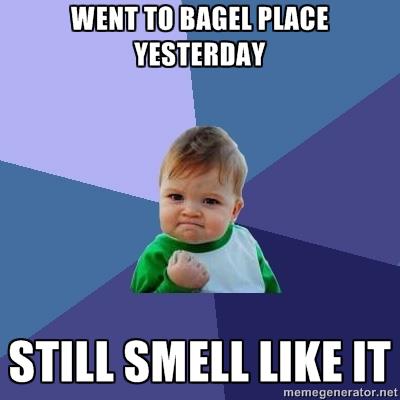 WENT TO BAGEL PLACE
YESTERDAY
STILL SMELL LIKE IT
memegenerator.net